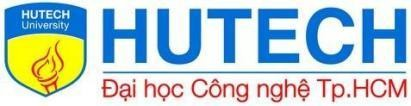 HUTECH
University
HUTECH
Đại học Công nghệ Tp.HCM